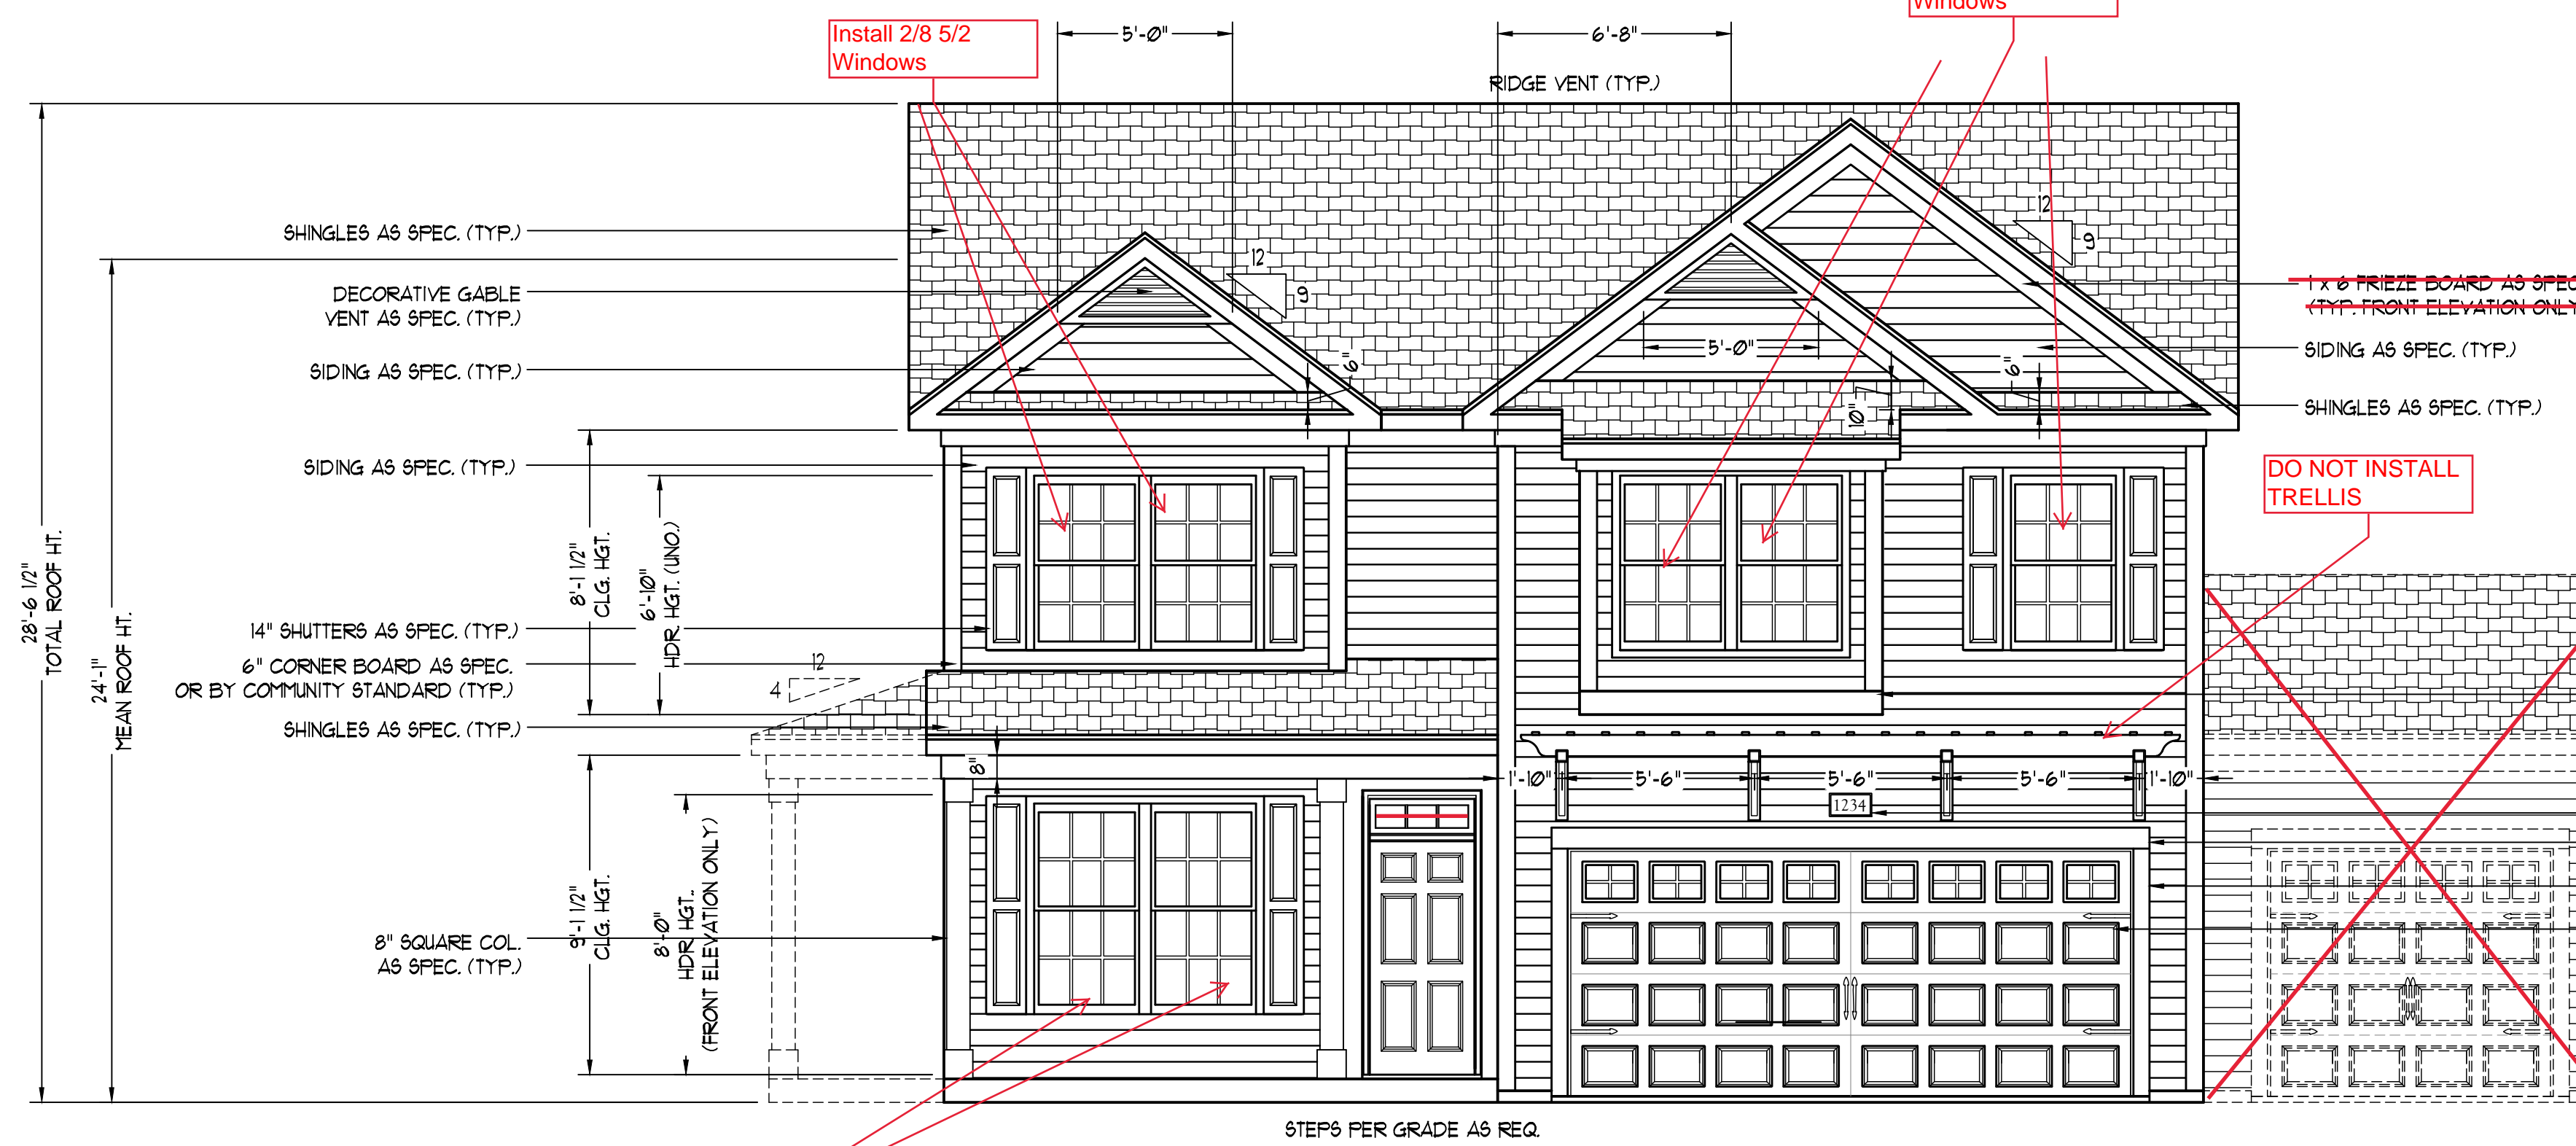 Windows
Install 2/8 5/2
Windows
5'-0"
6'-8"
RIDGE VENT (TYP.)
SHINGLES AS SPEC. (TYP.)
12
9
12
9
DECORATIVE GABLE
VENT AS SPEC. (TYP.)
1 x 6 FRIEZE BOARD AS SPEC
(TYP. FRONT ELEVATION ONLY
SIDING AS SPEC. (TYP.)
5'-0"
6"
6"
SIDING AS SPEC. (TYP.)
10"
SHINGLES AS SPEC. (TYP.)
SIDING AS SPEC. (TYP.)
DO NOT INSTALL
TRELLIS
28'-6 1/2"
TOTAL ROOF HT.
24'-1"
MEAN ROOF HT.
8'-1 1/2"
CLG. HGT.
6'-10"
HDR. HGT. (UNO.)
14" SHUTTERS AS SPEC. (TYP.)
6" CORNER BOARD AS SPEC.
OR BY COMMUNITY STANDARD (TYP.)
12
4
SHINGLES AS SPEC. (TYP.)
8"
1'-10"
5'-6"
5'-6"
5'-6"
1'-10"
1234
9'-1 1/2"
CLG. HGT.
8'-0"
HDR. HGT..
(FRONT ELEVATION ONLY)
8" SQUARE COL.
AS SPEC. (TYP.)
STEPS PER GRADE AS REQ.